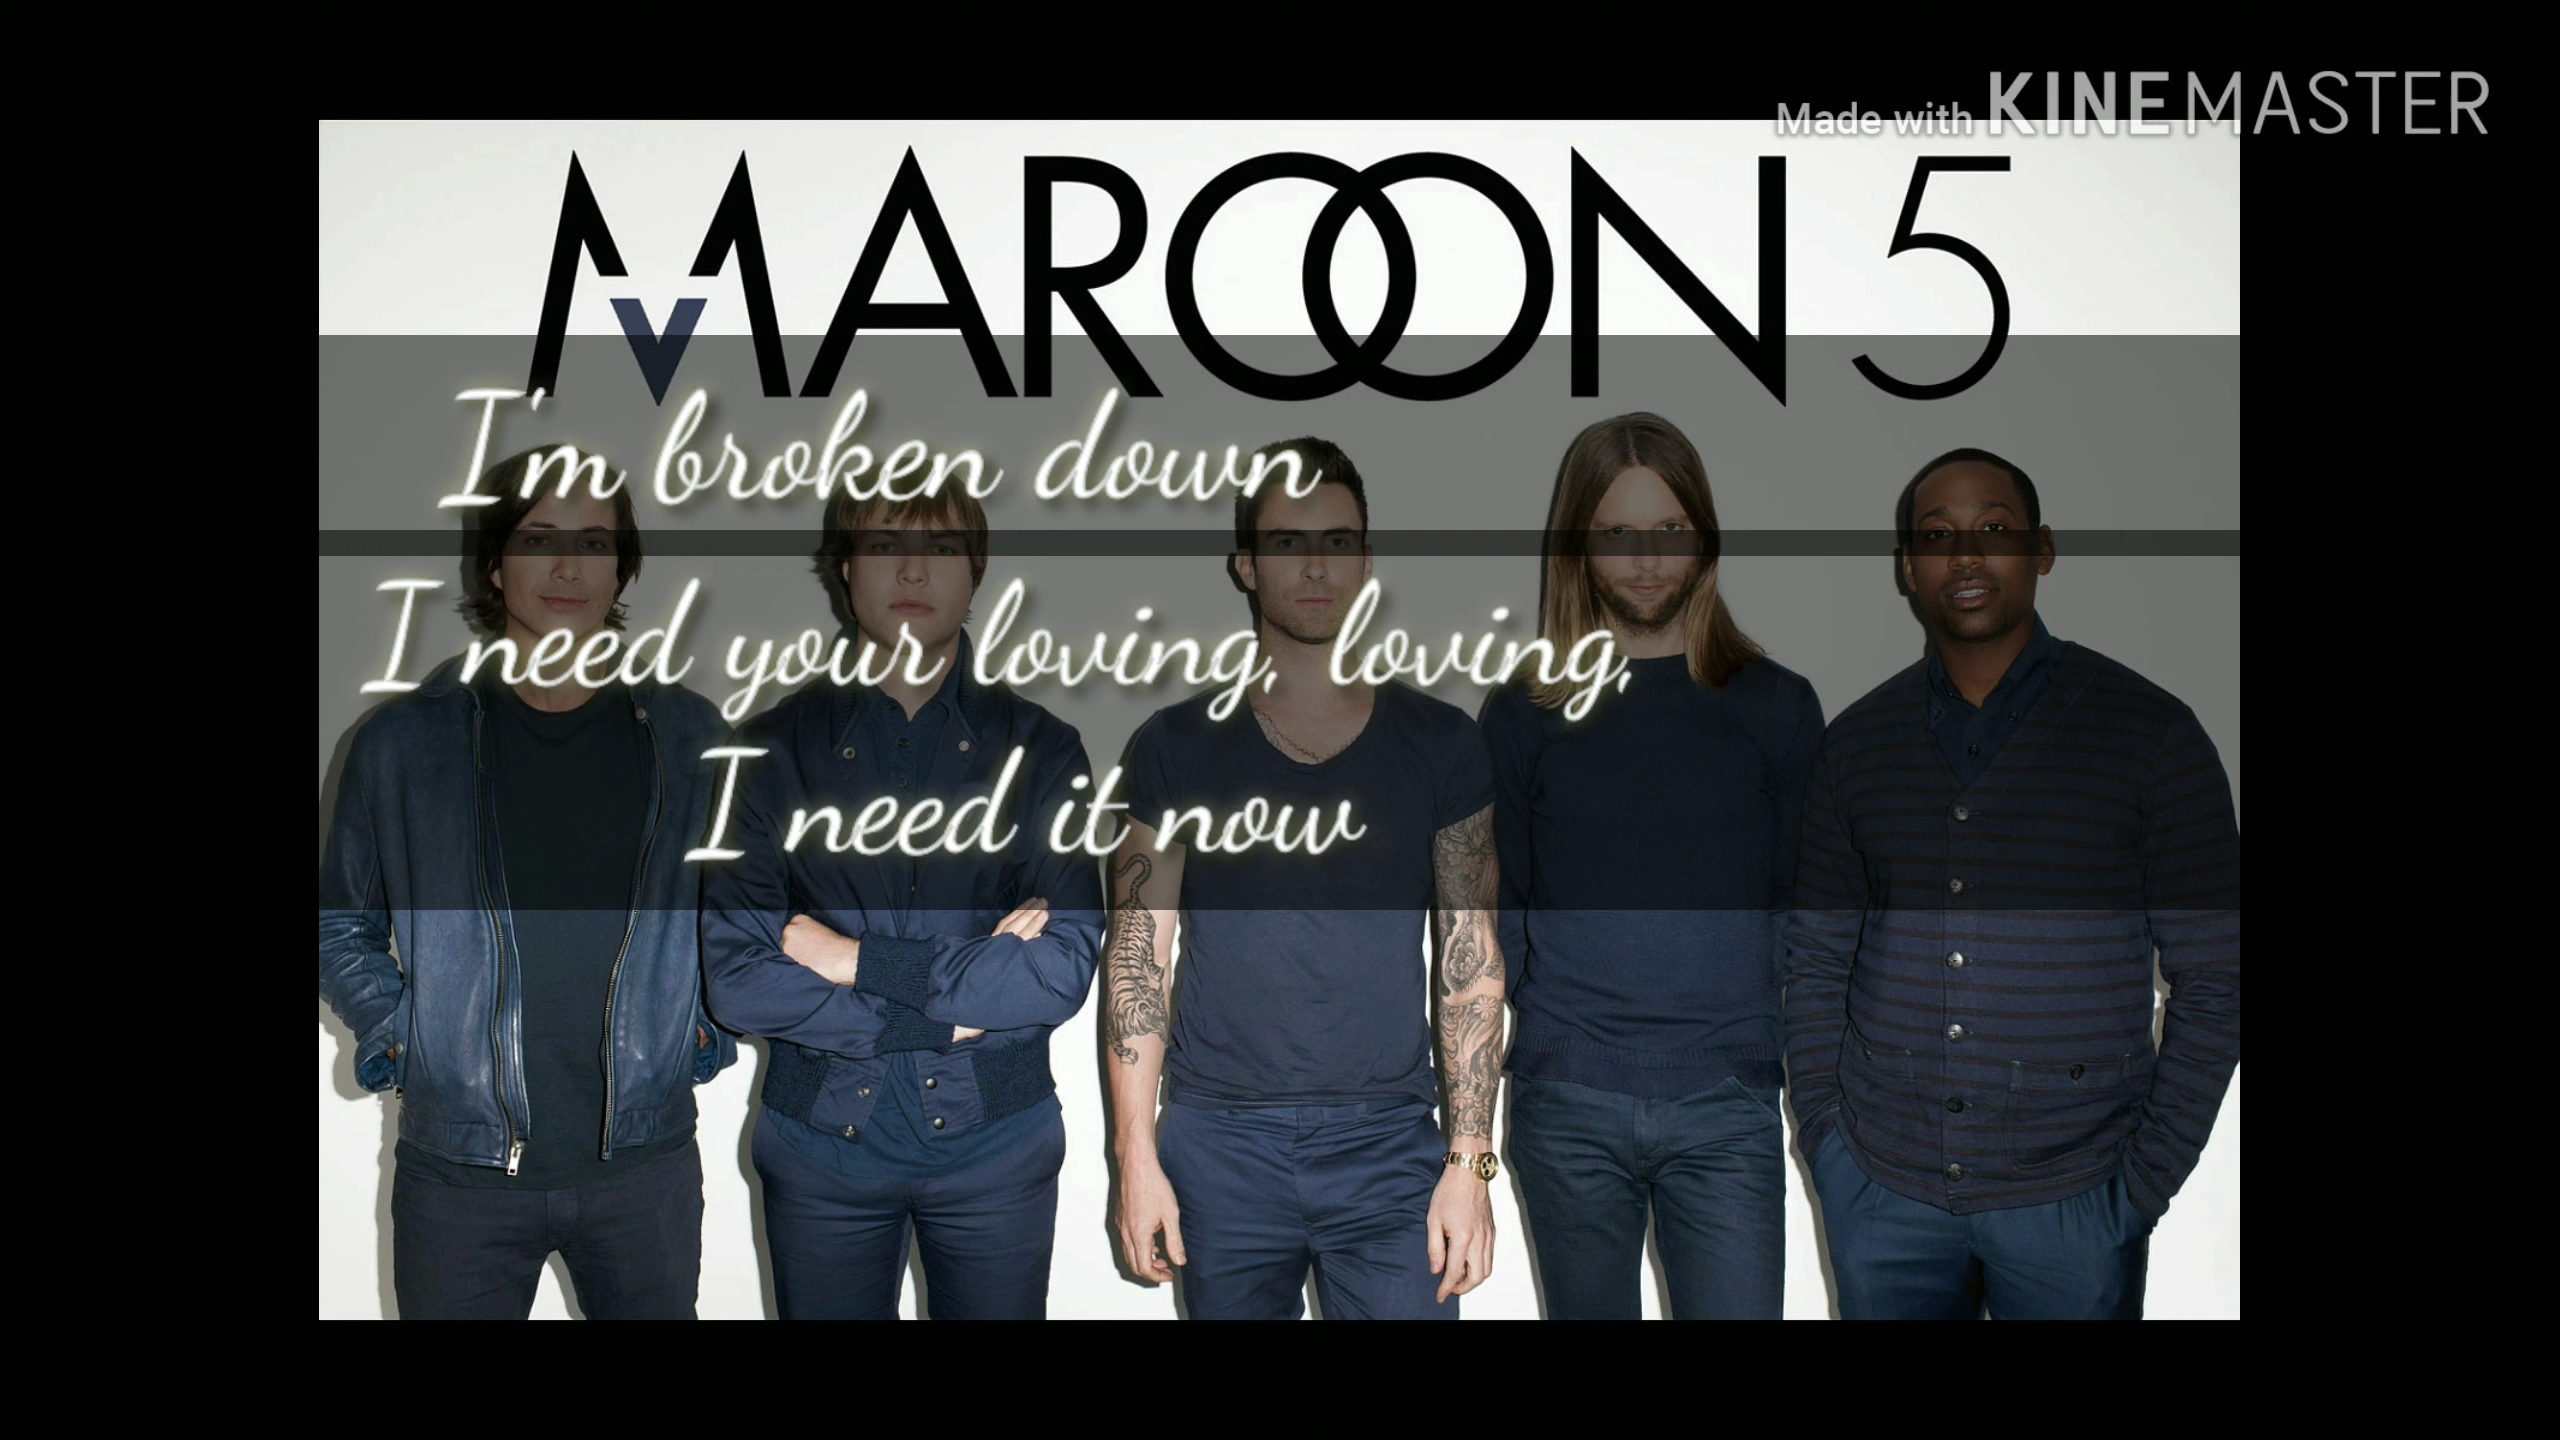 Made with KINEMASTER
MAROON 5
I'm broken down
I need your loving, loving,
I need it now